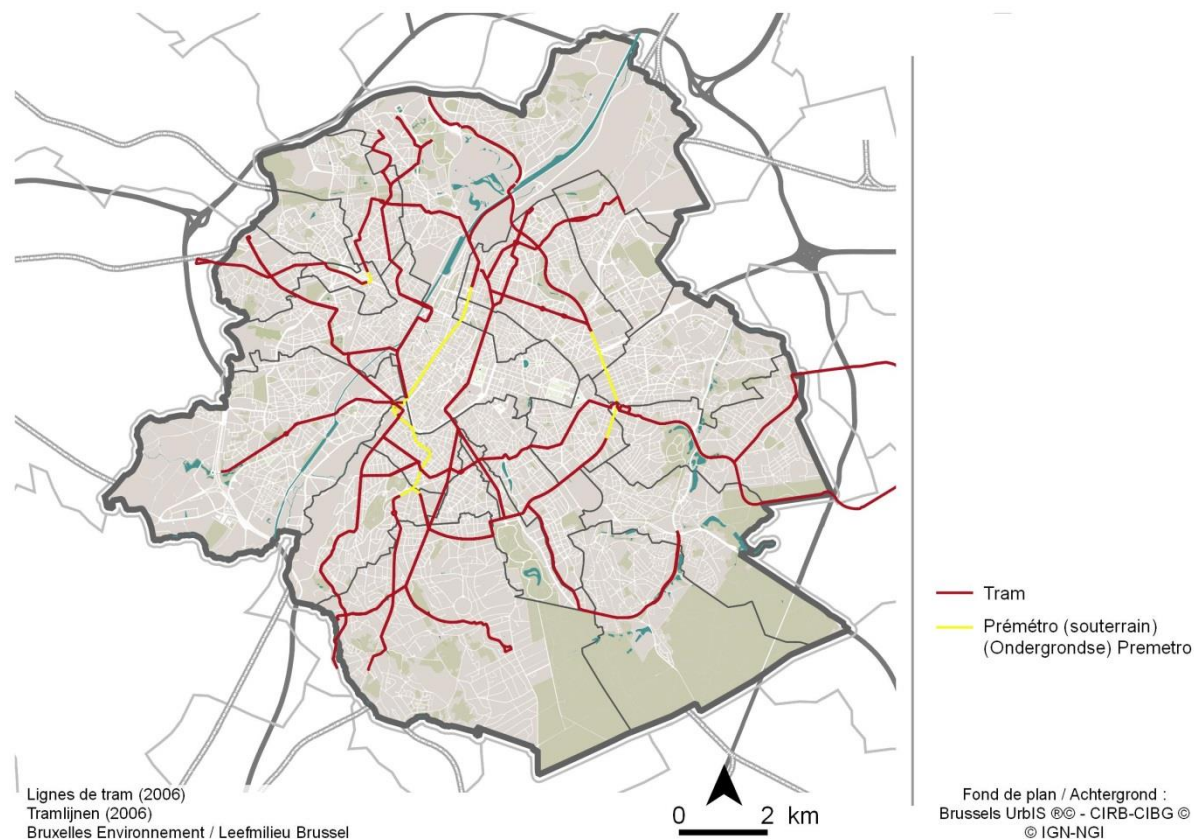 Tram
Prémétro (souterrain)
(Ondergrondse) Premetro
Lignes de tram (2006)
Tramlijnen (2006)
Bruxelles Environnement / Leefmilieu Brussel
0 2 km
Fond de plan / Achtergrond :
Brussels UrbIS ®© - CIRB-CIBG ©
© IGN-NGI